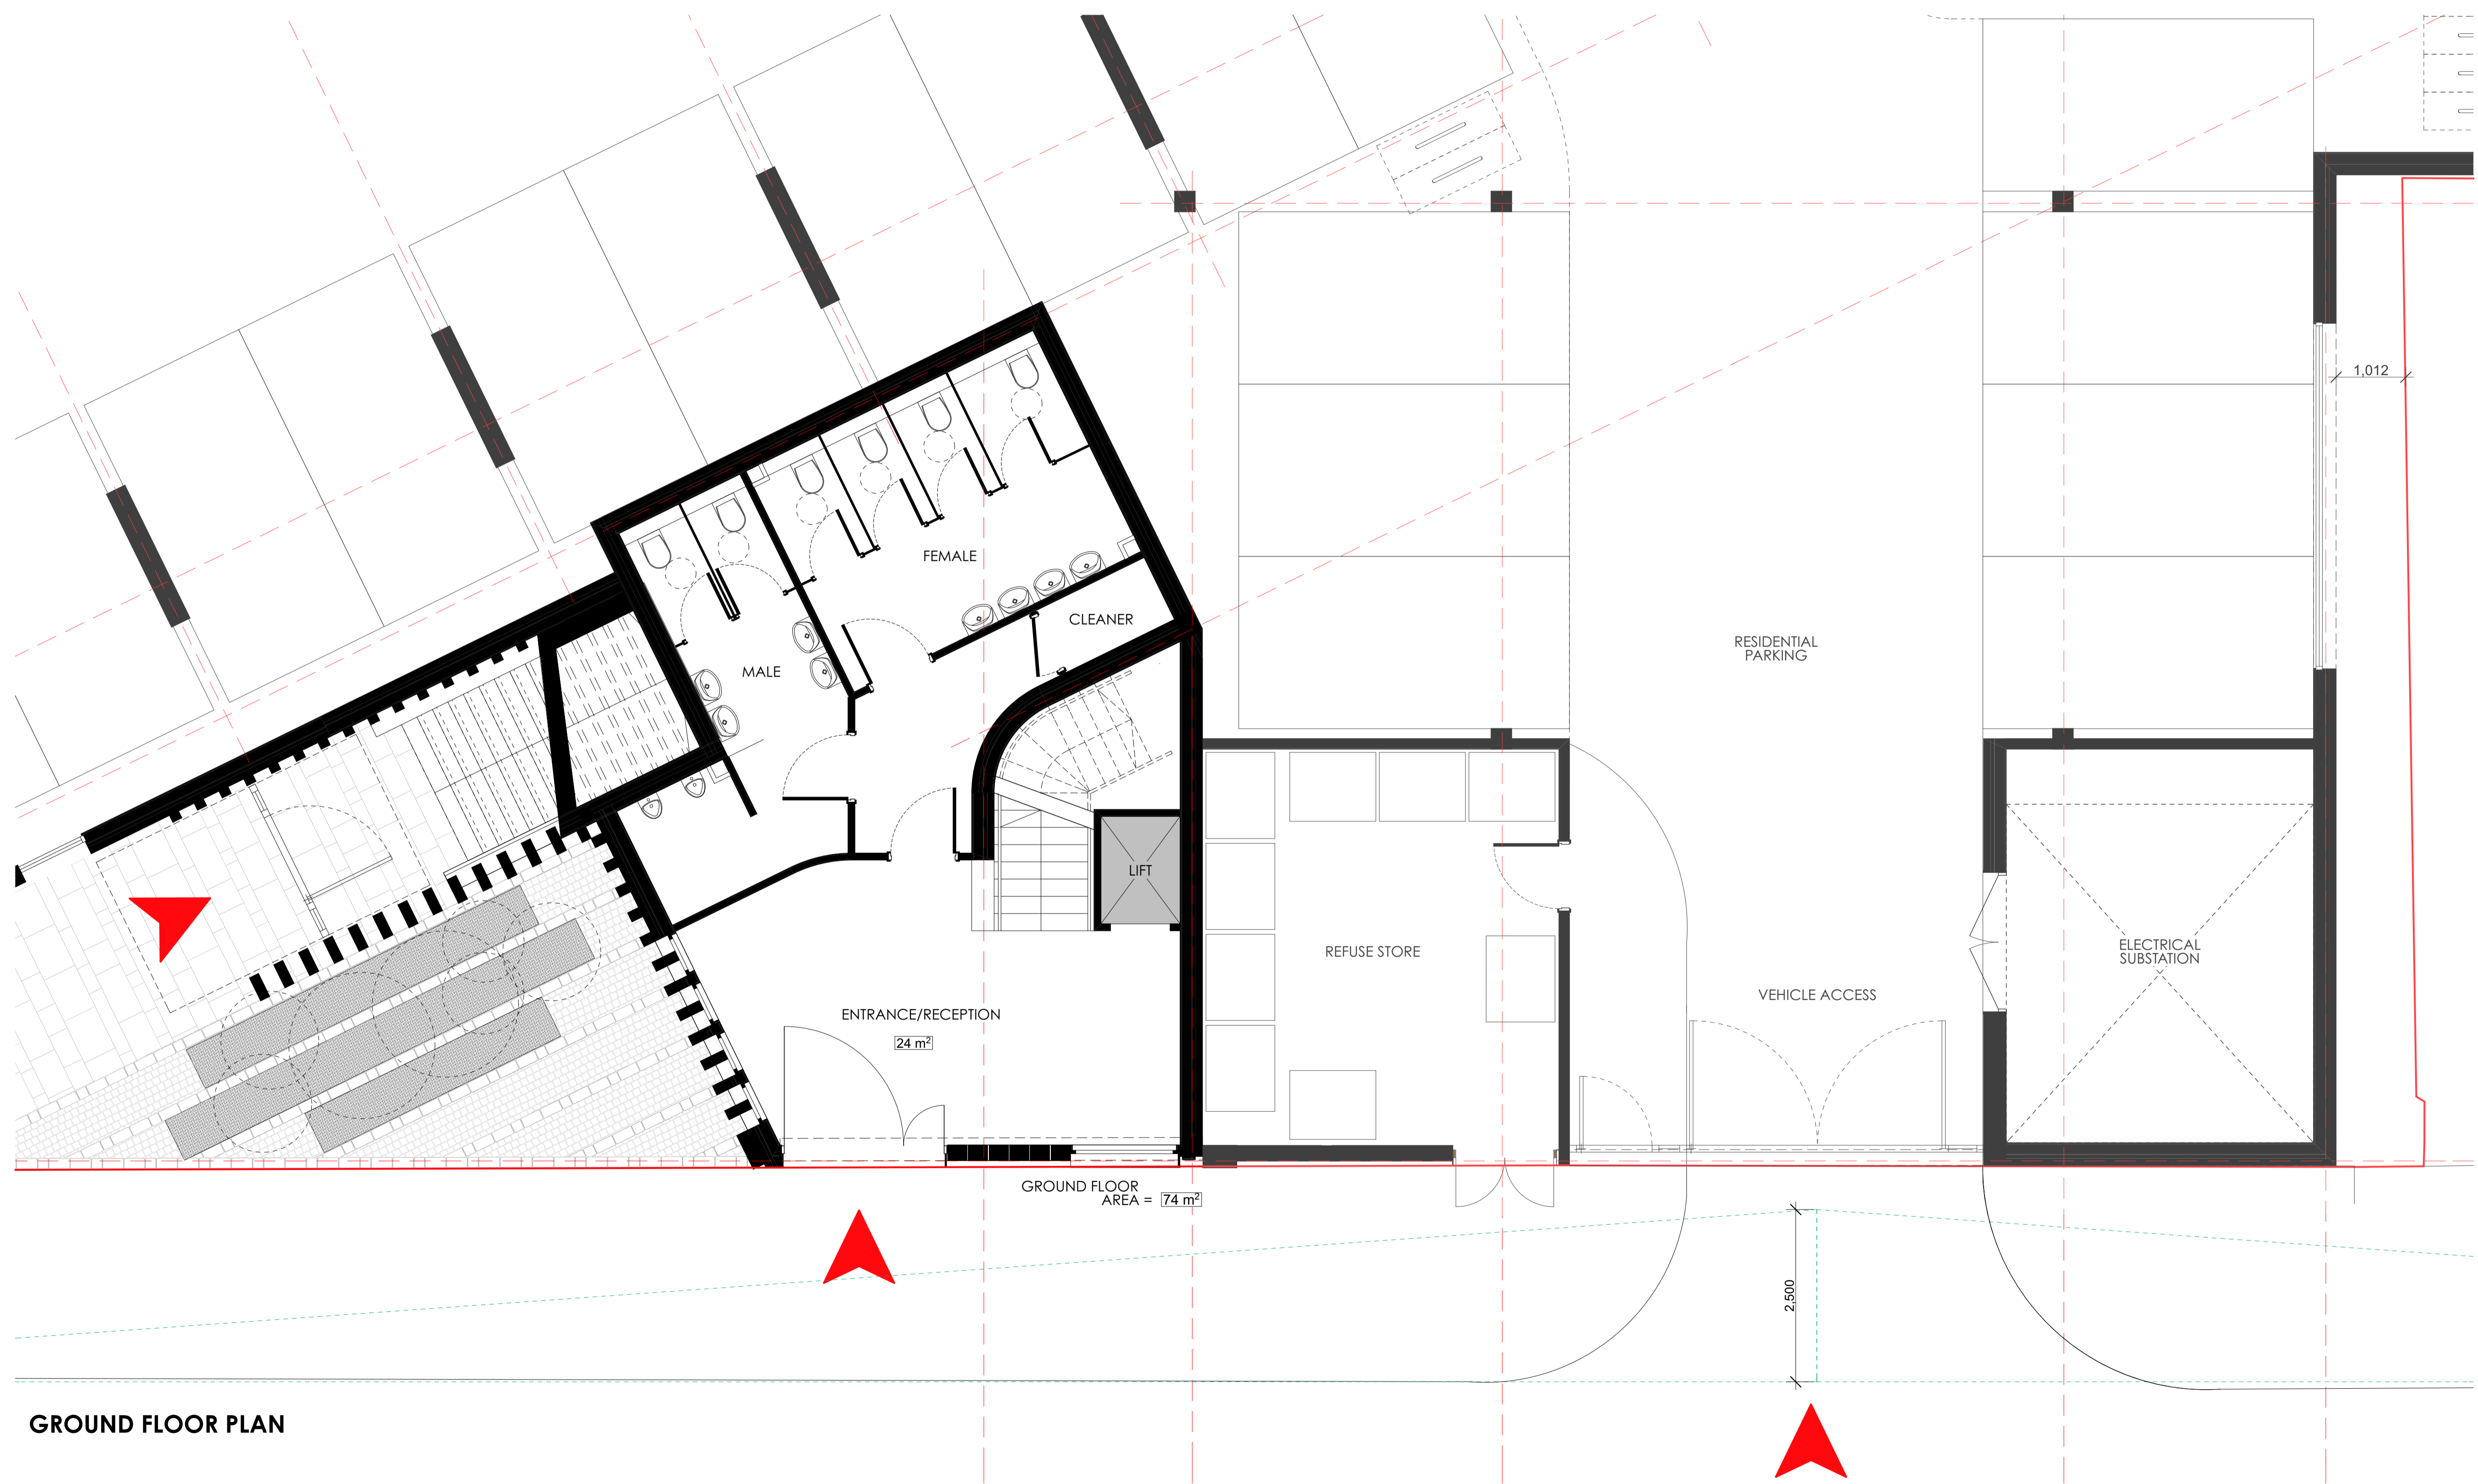 1,012
FEMALE
CLEANER
RESIDENTIAL
PARKING
MALE
LIFT
REFUSE STORE
ELECTRICAL
SUBSTATION
VEHICLE ACCESS
ENTRANCE/RECEPTION
24 m²
GROUND FLOOR
AREA = 74 m²
2,500
GROUND FLOOR PLAN